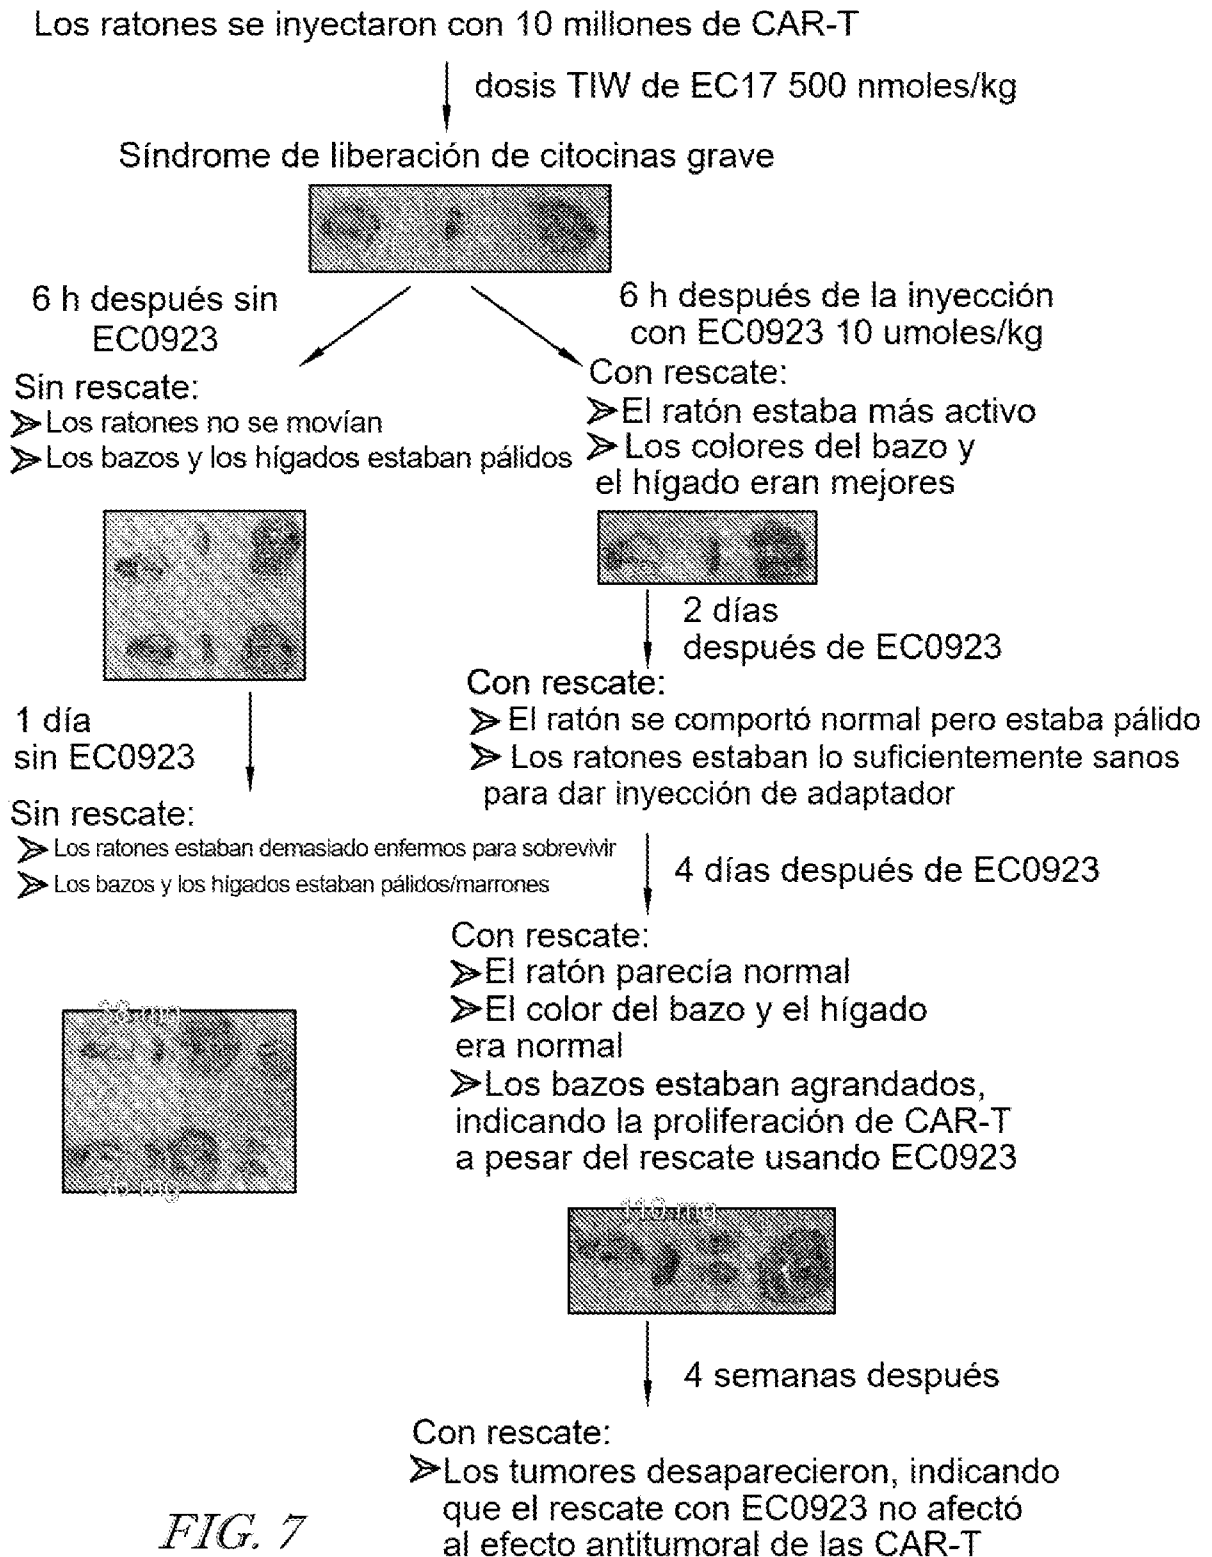 Los ratones se inyectaron con 10 millones de CAR-T
dosis TIW de EC17 500 nmoles/kg
Síndrome de liberación de citocinas grave
6 h después sin
EC0923
Sin rescate:
⮚Los ratones no se movían
⮚Los bazos y los hígados estaban pálidos
1 día
sin EC0923
Sin rescate:
⮚ Los ratones estaban demasiado enfermos para sobrevivir
⮚ Los bazos y los hígados estaban pálidos/marrones
6 h después de la inyección
con EC0923 10 umoles/kg
Con rescate:
⮚El ratón estaba más activo
⮚ Los colores del bazo y
el hígado eran mejores
2 días
después de EC0923
Con rescate:
⮚ El ratón se comportó normal pero estaba pálido
⮚ Los ratones estaban lo suficientemente sanos
para dar inyección de adaptador
4 días después de EC0923
Con rescate:
⮚El ratón parecía normal
⮚El color del bazo y el hígado
era normal
⮚Los bazos estaban agrandados,
indicando la proliferación de CAR-T
a pesar del rescate usando EC0923
110 mg
4 semanas después
Con rescate:
⮚Los tumores desaparecieron, indicando
que el rescate con EC0923 no afectó
al efecto antitumoral de las CAR-T
FIG. 7